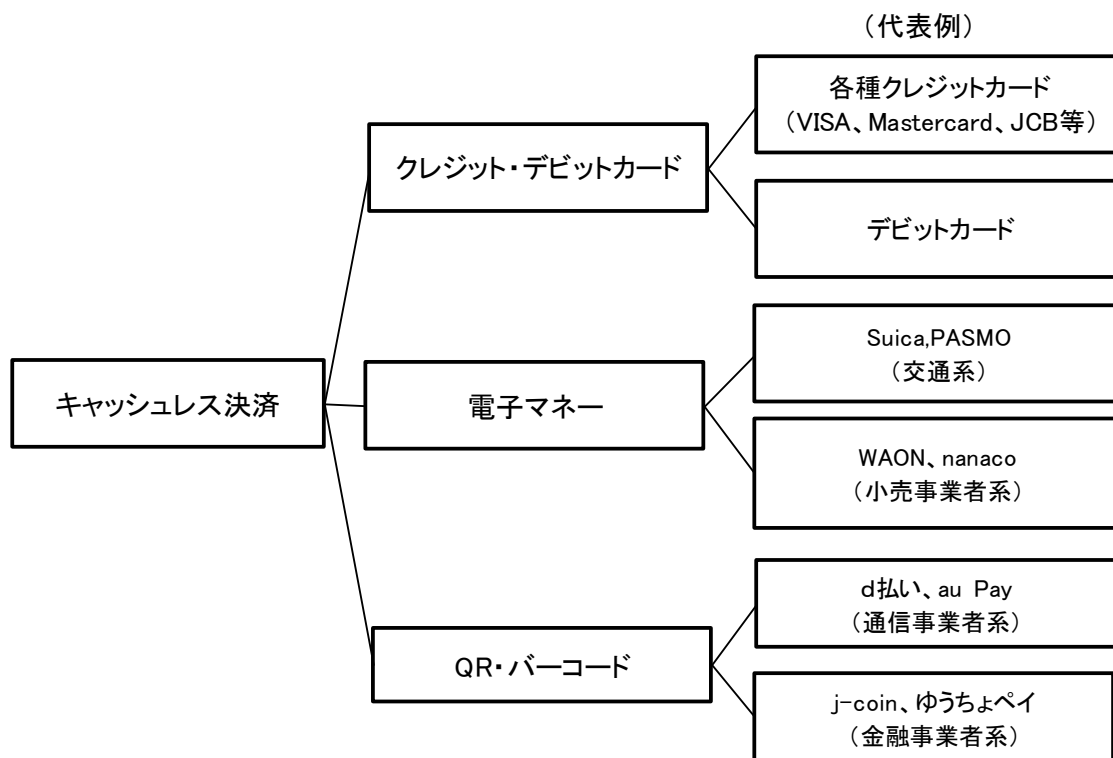 （代表例）
各種クレジットカード
（VISA、Mastercard、JCB等）
クレジット・デビットカード
デビットカード
Suica,PASMO
（交通系）
キャッシュレス決済
電子マネー
WAON、nanaco
（小売事業者系）
d払い、au Pay
（通信事業者系）
QR・バーコード
j-coin、ゆうちょペイ
（金融事業者系）